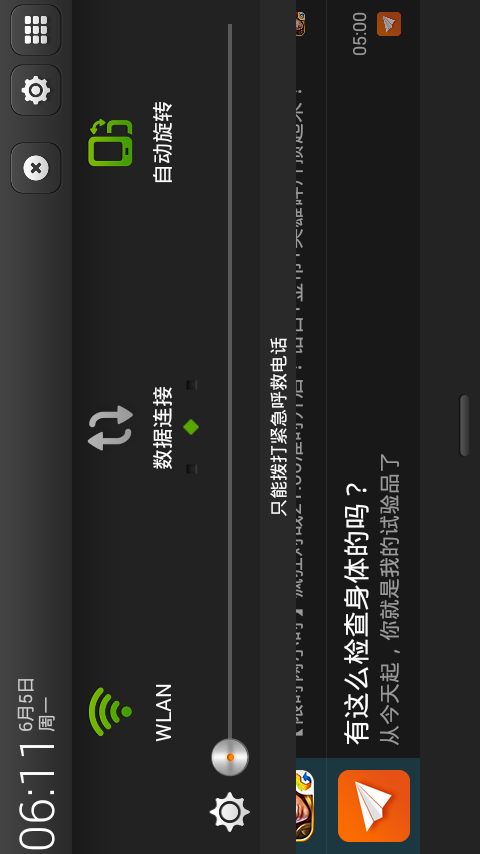 06:11
6月5日
周一
WLAN
数据连接
自动旋转
只能拨打紧急呼救电话
有这么检查身体的吗？
05:00
从今天起，你就是我的试验品了